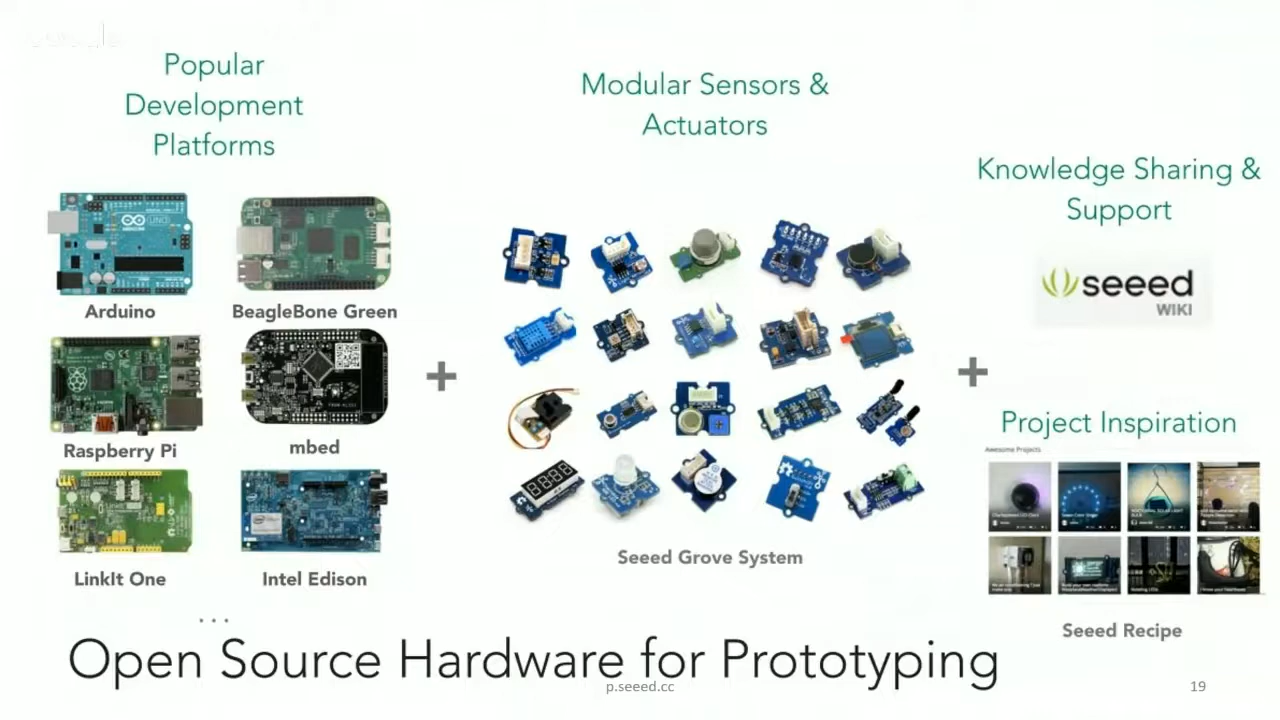 Google
Popular
Development
Platforms
Arduino
BeagleBone Green
Raspberry Pi
mbed
LinkIt One
Intel Edison
...
+
Modular Sensors &
Actuators
Seeed Grove System
+
Knowledge Sharing &
Support
seeed
WIKI
Project Inspiration
Awesome Projects
Seeed Recipe
Open Source Hardware for Prototyping
p.seeed.cc
19